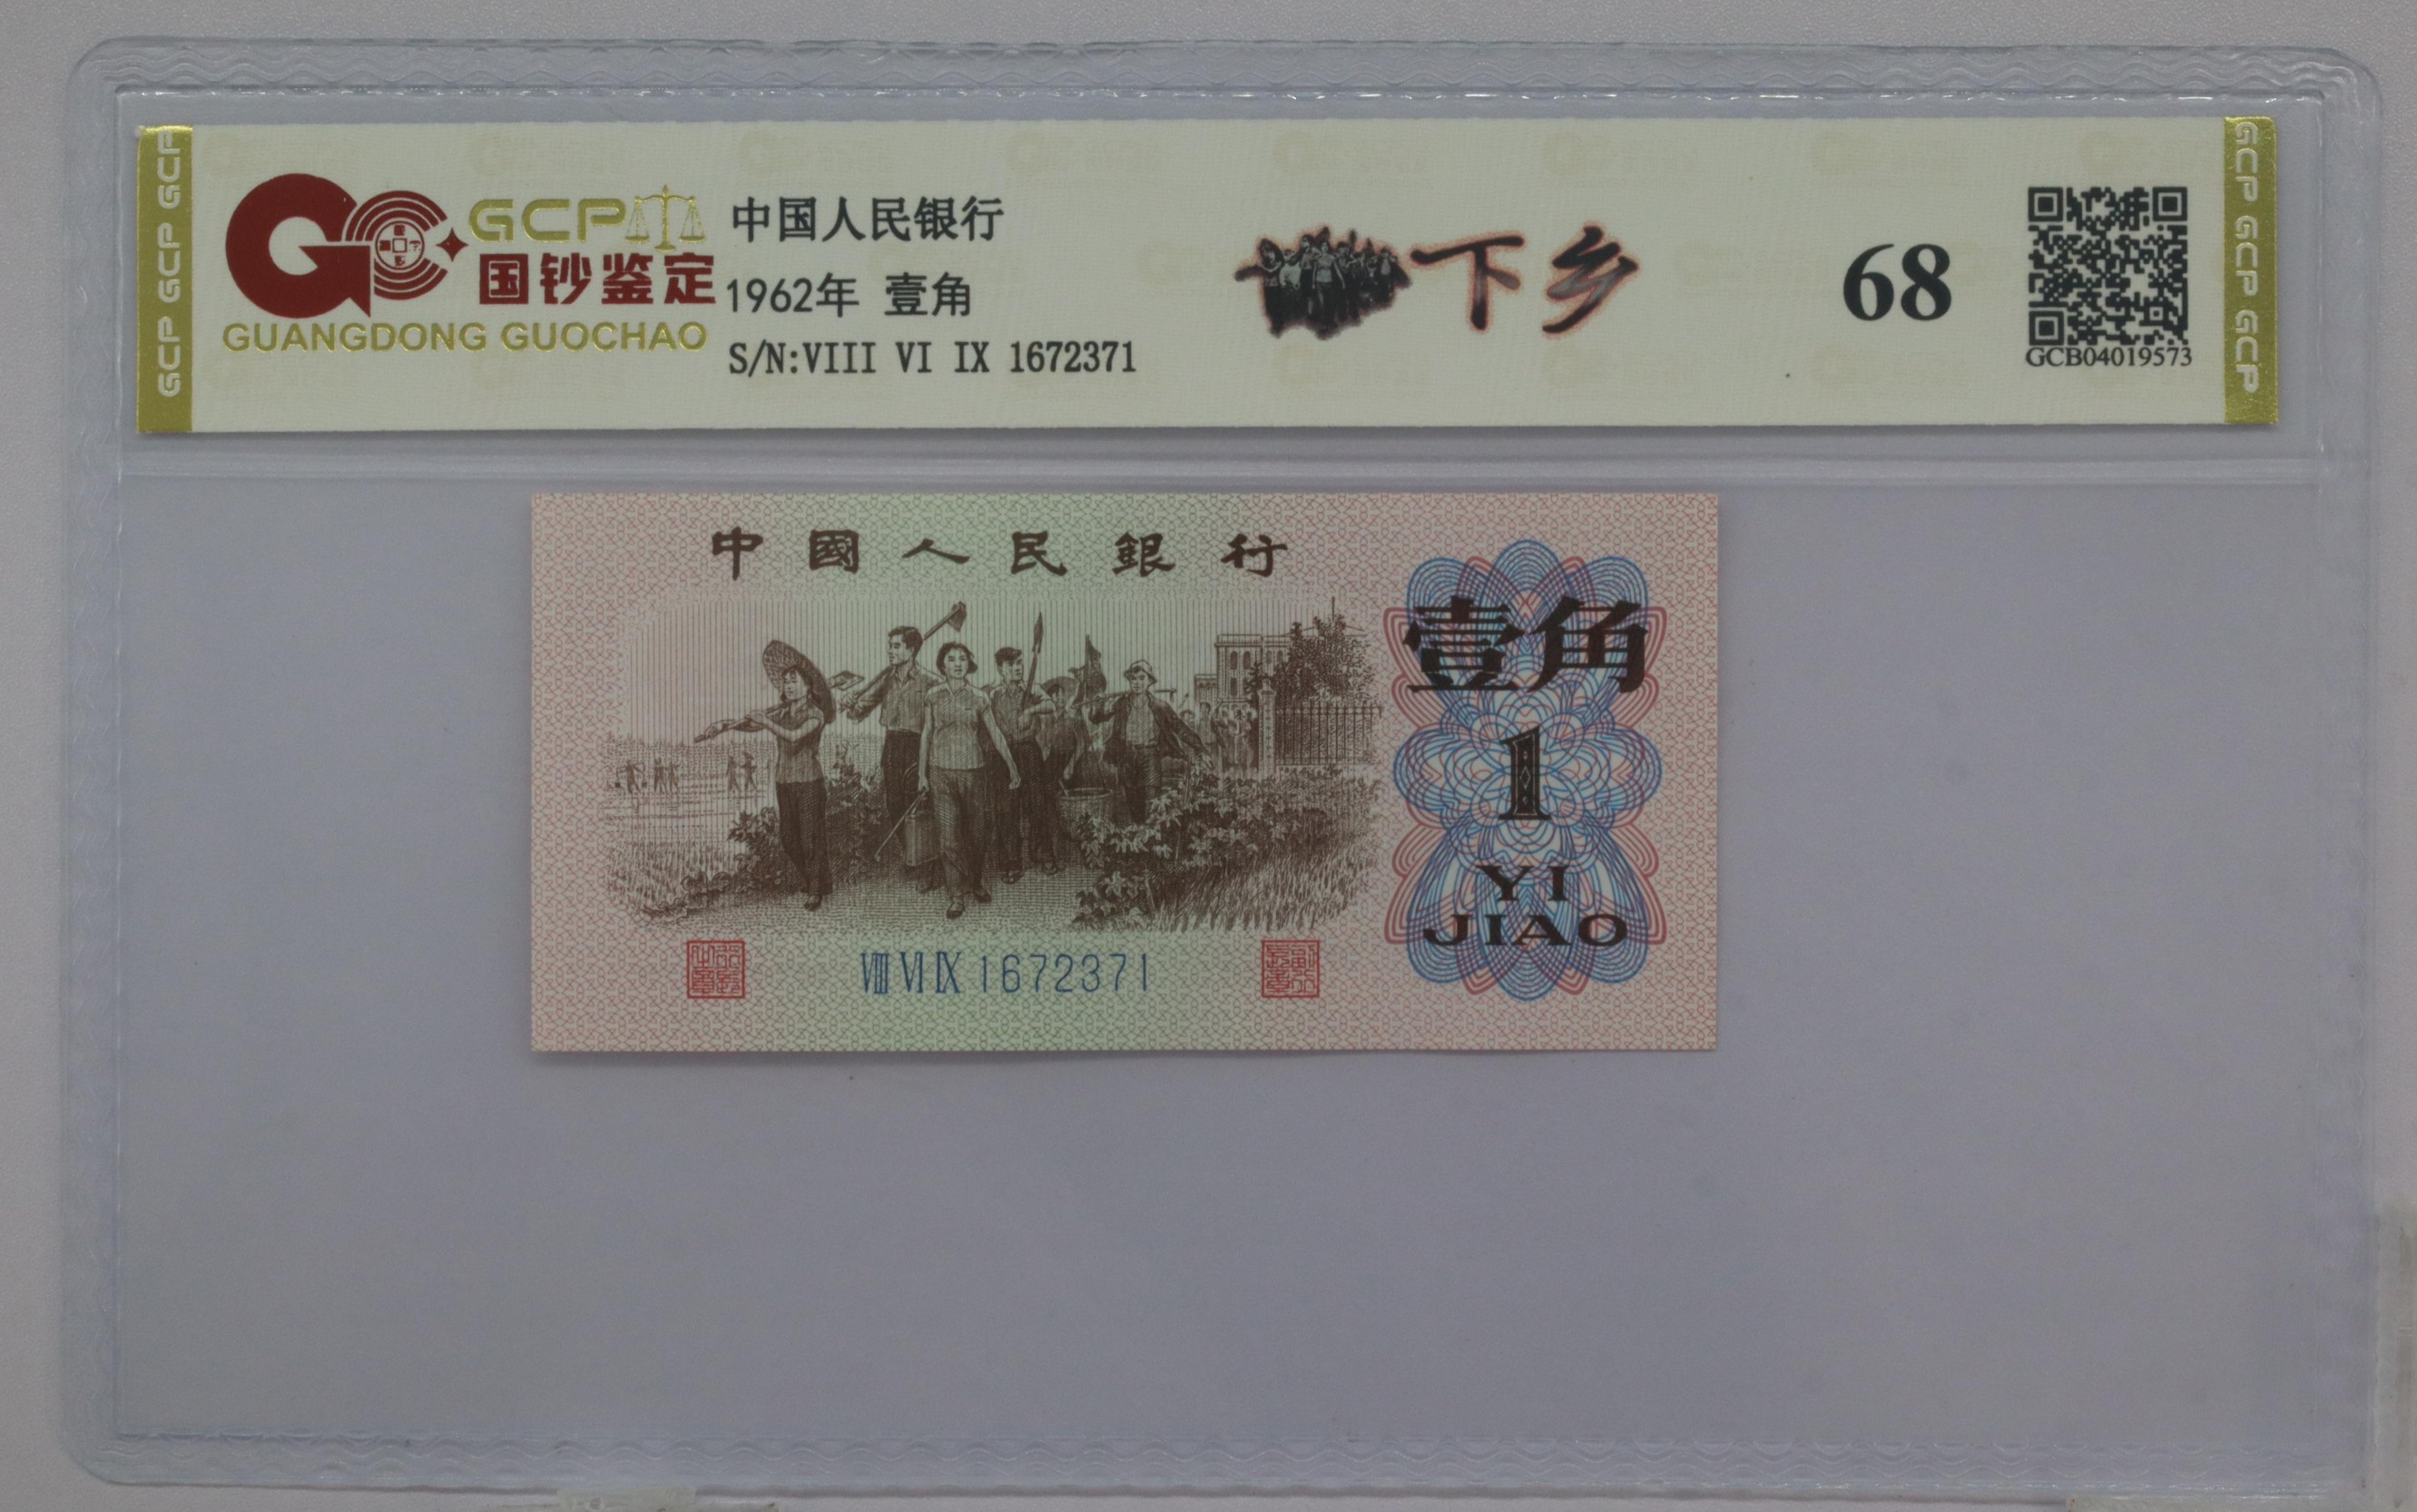 GCP GCP GCP
GCP
国钞鉴定
GUANGDONG GUOCHAO
中国人民银行
1962年 壹角
S/N:VIII VI IX 1672371
下乡
68
GCB04019573
GCP GCP GCP
中國人民銀行
壹角
1
YI
JIAO
VIII VI IX 1672371